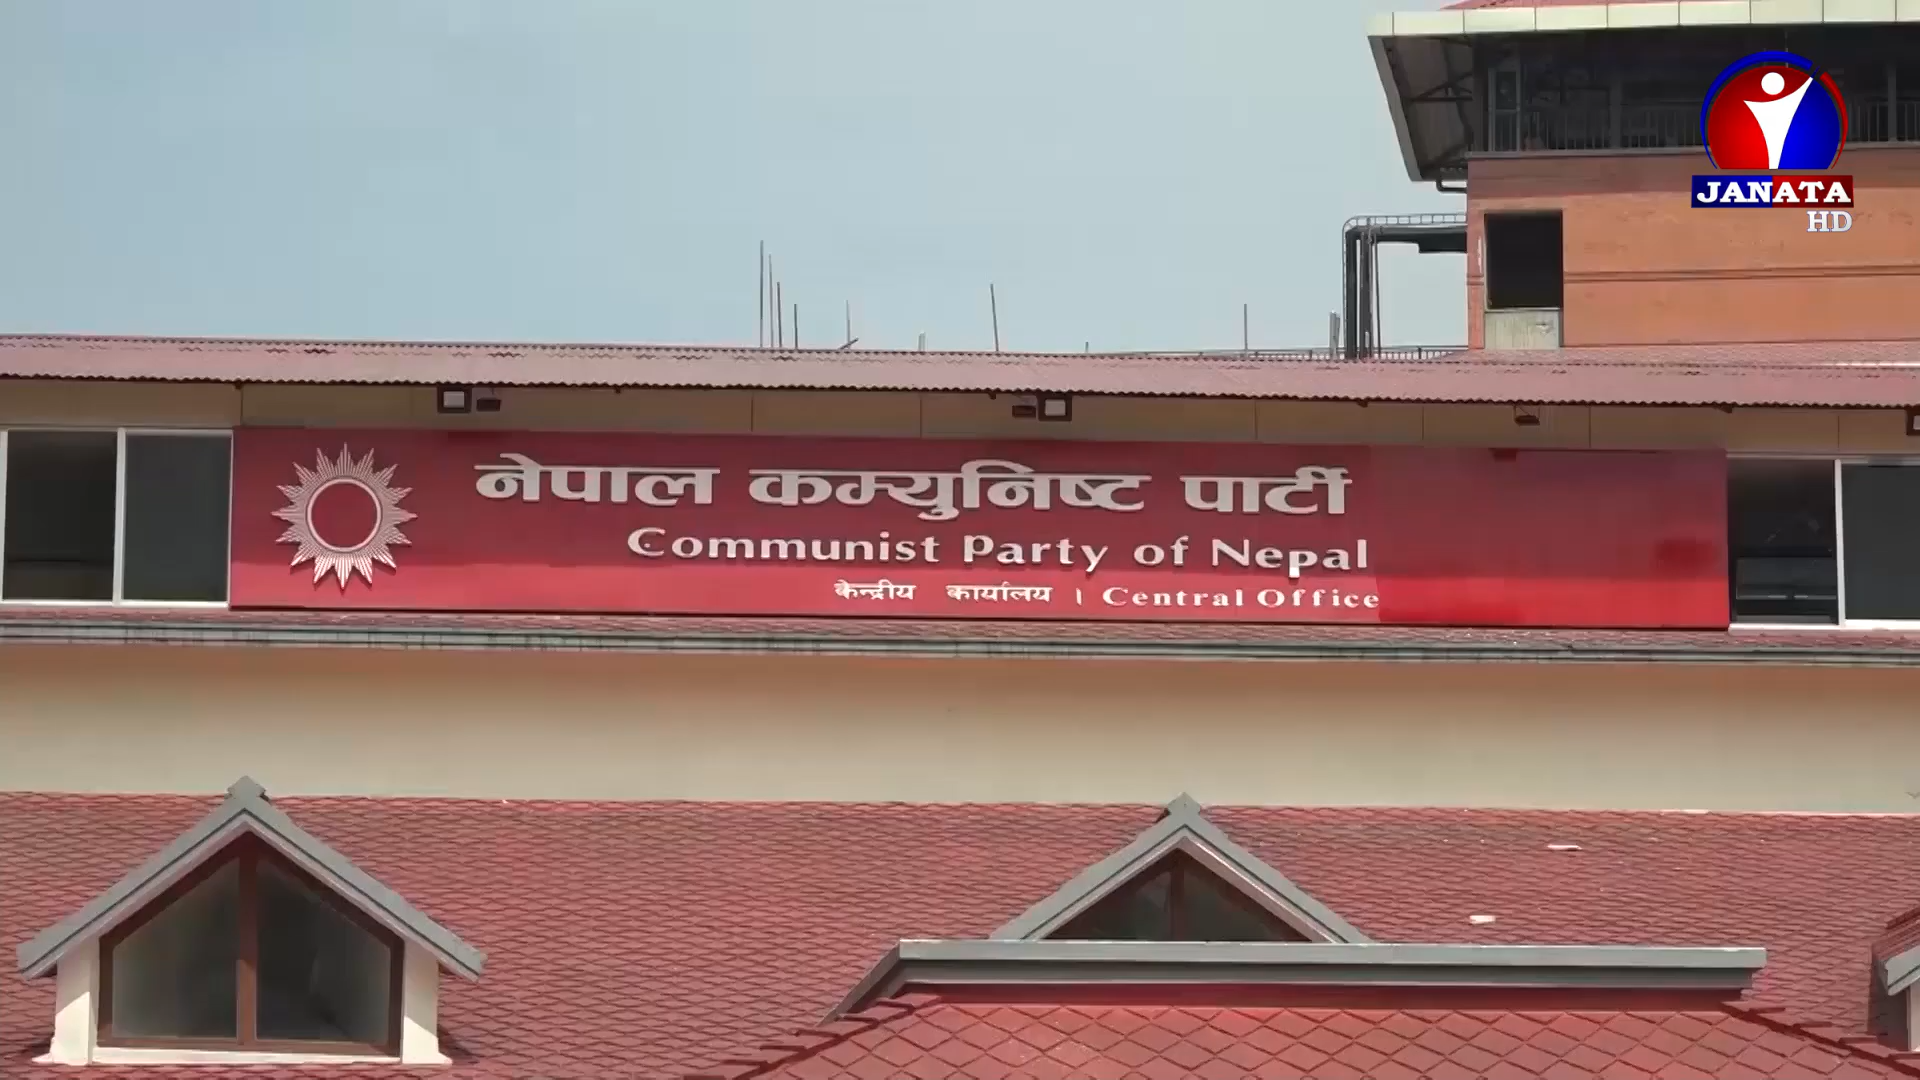 नेपाल कम्युनिष्ट पार्टी
Communist Party of Nepal
केन्द्रीय कार्यालय । Central Office
JANATA
HD